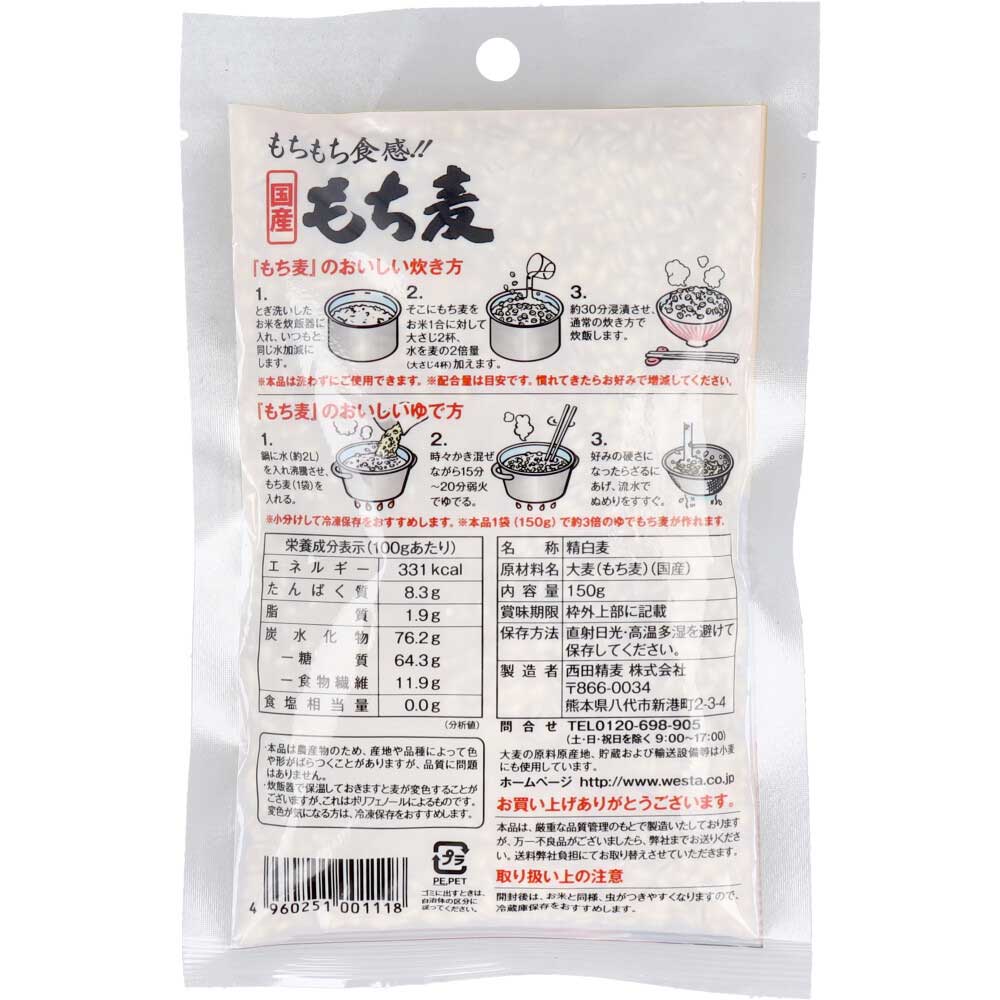 もちもち食感!!
国産
もち麦
『もち麦』のおいしい炊き方
1.
とぎ洗いした
お米を炊飯器に
入れ、いつもと
同じ水加減に
します。
2.
そこにもち麦を
お米1合に対して
大さじ2杯、
水を麦の2倍量
(大さじ4杯)加えます。
3.
約30分浸漬させ、
通常の炊き方で
炊飯します。
※本品は洗わずにご使用できます。※配合量は目安です。慣れてきたらお好みで増減してください。
『もち麦』のおいしいゆで方
1.
鍋に水(約2L)
を入れ沸騰させ、
もち麦(1袋)を
入れる。
2.
時々かき混ぜ
ながら15分
～20分弱火
でゆでる。
3.
好みの硬さに
なったらざるに
あげ、流水で
ぬめりをすすぐ。
※小分けして冷凍保存をおすすめします。※本品1袋(150g)で約3倍のゆでもち麦が作れます。
栄養成分表示(100gあたり)
エネルギー 331kcal
たんぱく質 8.3g
脂質 1.9g
炭水化物 76.2g
－糖質 64.3g
－食物繊維 11.9g
食塩相当量 0.0g
(分析値)
・本品は農産物のため、産地や品種によって色
や形がばらつくことがありますが、品質に問題
はありません。
・炊飯器で保温しておきますと麦が変色することが
ございますが、これはポリフェノールによるものです。
変色が気になる方は、冷凍保存をおすすめします。
4 960251 001118
プラ
PE,PET
ゴミに出すときは、
自治体の区分に
従ってください。
名称 精白麦
原材料名 大麦(もち麦)(国産)
内容量 150g
賞味期限 枠外上部に記載
保存方法 直射日光・高温多湿を避けて
保存してください。
製造者 西田精麦 株式会社
〒866-0034
熊本県八代市新港町2-3-4
問合せ TEL0120-698-905
(土・日・祝日を除く 9:00～17:00)
大麦の原料原産地、貯蔵および輸送設備等は小麦
にも使用しています。
ホームページ http://www.westa.co.jp
お買い上げありがとうございます。
本品は、厳重な品質管理のもとで製造いたしております
が、万一不良品がございましたら、弊社までお送りくださ
い。送料弊社負担にてお取り替えさせていただきます。
取り扱い上の注意
開封後は、お米と同様、虫がつきやすくなりますので、
冷蔵庫保存をおすすめします。